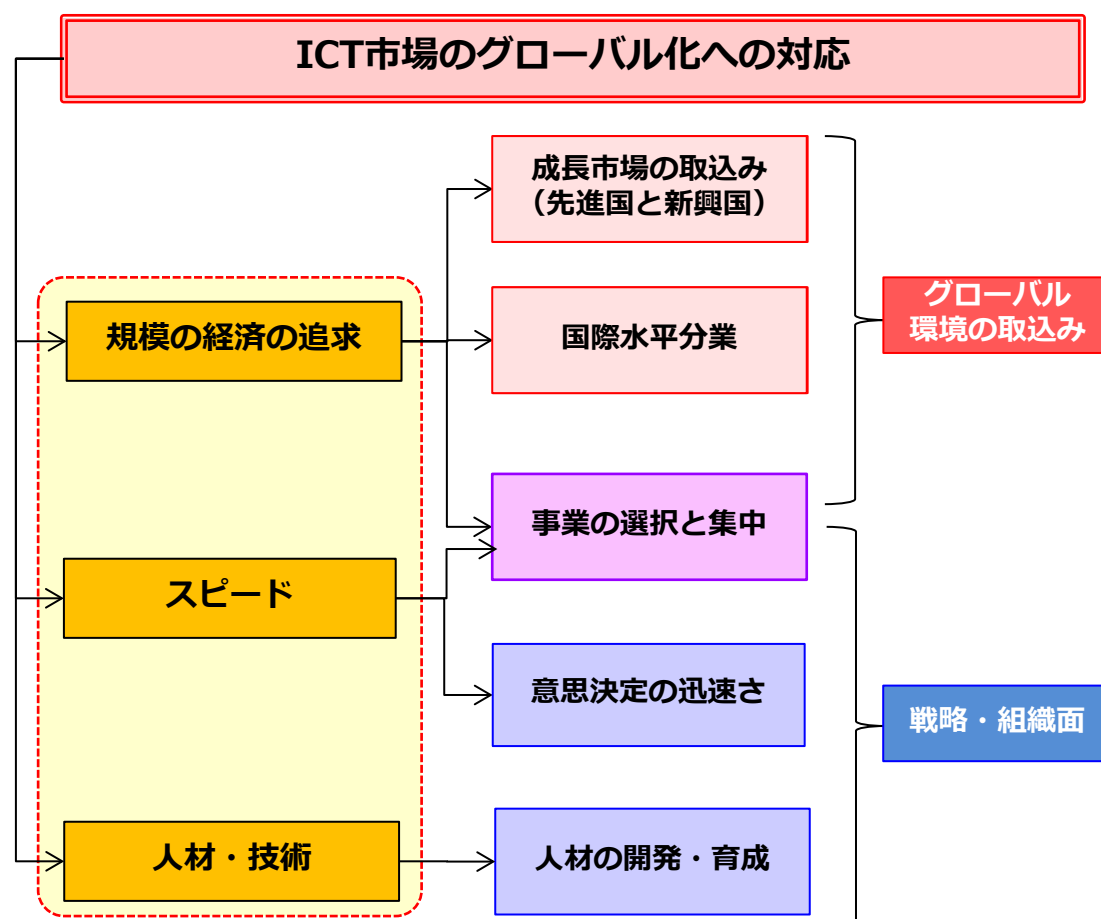 ICT市場のグローバル化への対応
成長市場の取込み
（先進国と新興国）
規模の経済の追求
国際水平分業
グローバル
環境の取込み
事業の選択と集中
スピード
意思決定の迅速さ
戦略・組織面
人材・技術
人材の開発・育成